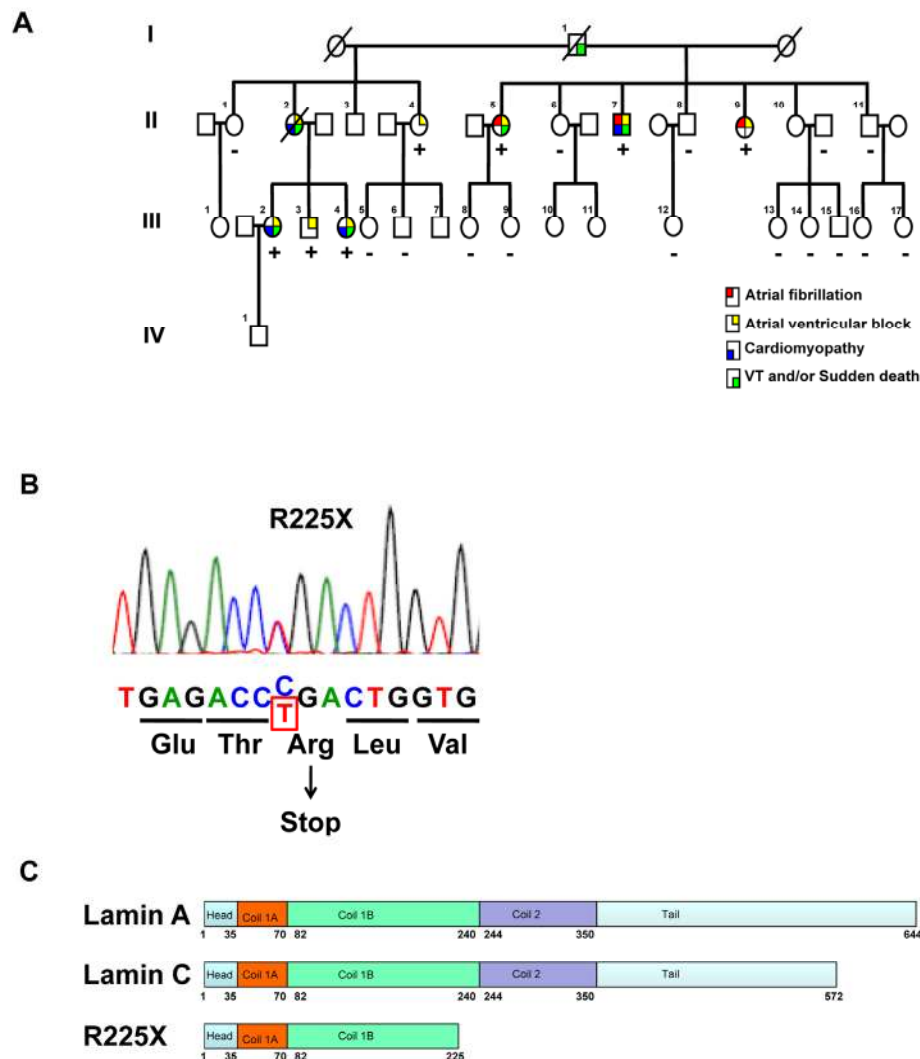 A
I
1
II
1 2 3 4 5 6 7 8 9 10 11
- + + - + - + - -
III
1 2 3 4 5 6 7 8 9 10 11 12 13 14 15 16 17
+ + + - - - - - - - - - -
IV
1
Atrial fibrillation
Atrial ventricular block
Cardiomyopathy
VT and/or Sudden death
B
R225X
TGAGACCCGACTGGTG
T
Glu Thr Arg Leu Val
Stop
C
Lamin A Head Coil 1A Coil 1B Coil 2 Tail
1 35 70 82 240 244 350 644
Lamin C Head Coil 1A Coil 1B Coil 2 Tail
1 35 70 82 240 244 350 572
R225X Head Coil 1A Coil 1B
1 35 70 82 225